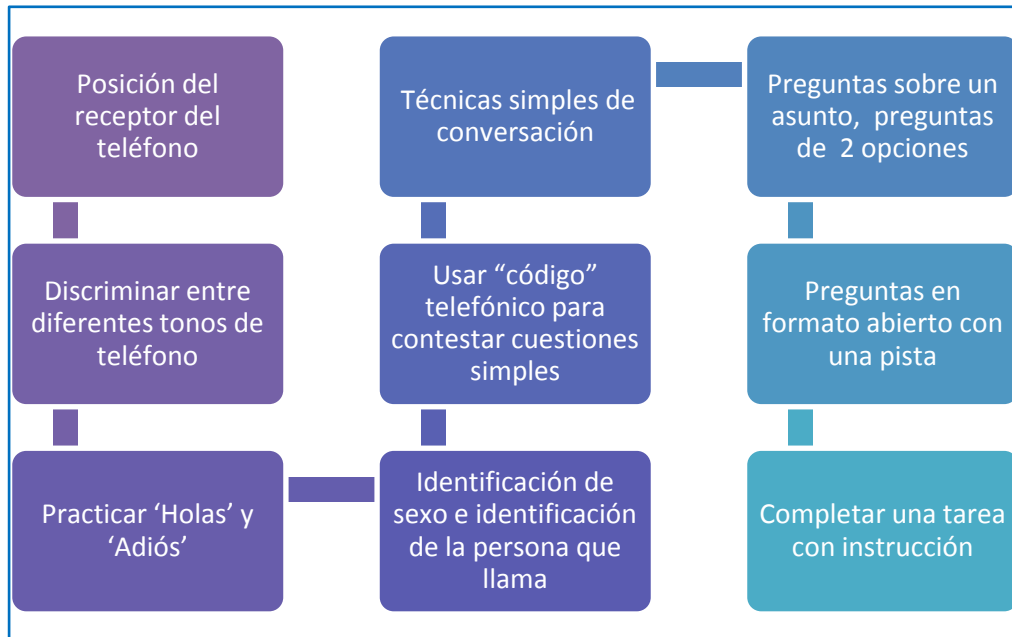 Posición del
receptor del
teléfono
Discriminar entre
diferentes tonos de
teléfono
Practicar ‘Holas’ y
‘Adiós’
Identificación de
sexo e identificación
de la persona que
llama
Usar “código”
telefónico para
contestar cuestiones
simples
Técnicas simples de
conversación
Preguntas sobre un
asunto, preguntas
de 2 opciones
Preguntas en
formato abierto con
una pista
Completar una tarea
con instrucción